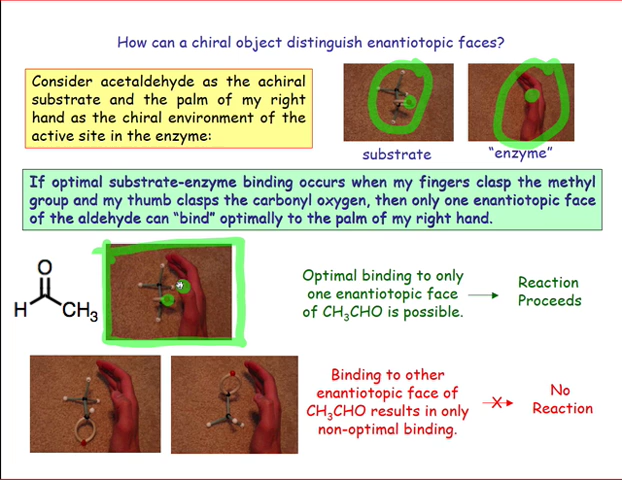 How can a chiral object distinguish enantiotopic faces?
Consider acetaldehyde as the achiral
substrate and the palm of my right
hand as the chiral environment of the
active site in the enzyme:
substrate
“enzyme”
If optimal substrate-enzyme binding occurs when my fingers clasp the methyl
group and my thumb clasps the carbonyl oxygen, then only one enantiotopic face
of the aldehyde can “bind” optimally to the palm of my right hand.
O
H
CH₃
Optimal binding to only
one enantiotopic face
of CH₃CHO is possible.
Reaction
Proceeds
Binding to other
enantiotopic face of
CH₃CHO results in only
non-optimal binding.
X
No
Reaction